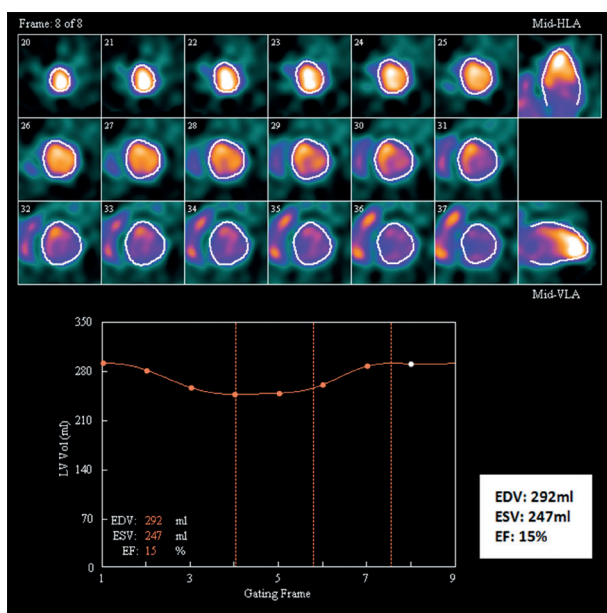 Frame: 8 of 8
Mid-HLA
20 21 22 23 24 25
26 27 28 29 30 31
32 33 34 35 36 37
Mid-VLA
350
280
210
140
70
0
LV Vol (ml)
EDV: 292 ml
ESV: 247 ml
EF: 15 %
1 3 5 7 9
Gating Frame
EDV: 292ml
ESV: 247ml
EF: 15%